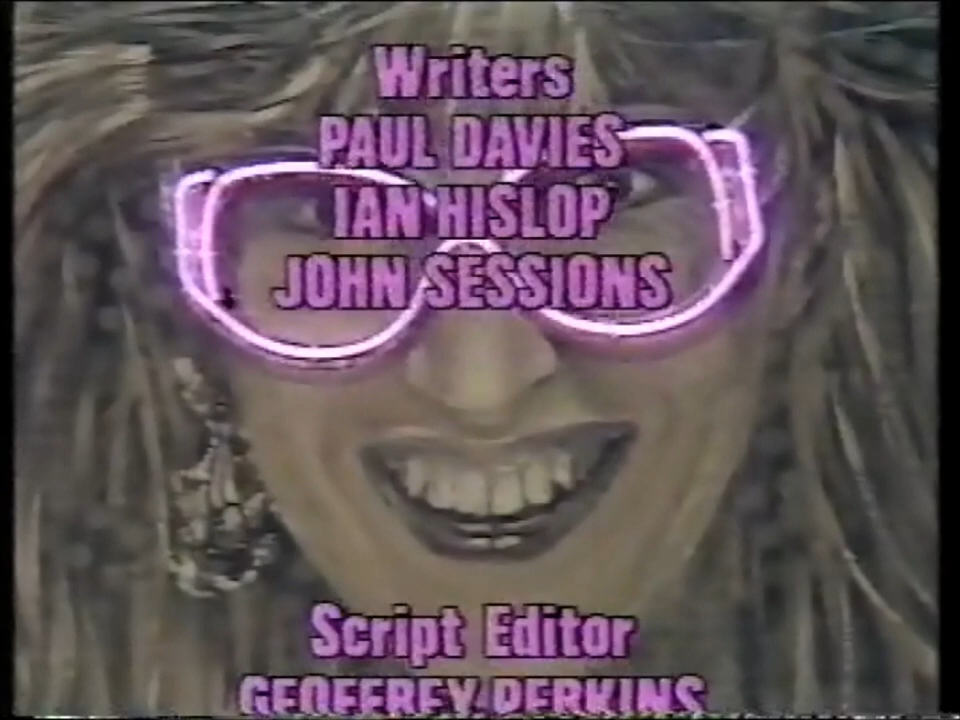 Writers
PAUL DAVIES
IAN HISLOP
JOHN SESSIONS
Script Editor
GEOFFREY PERKINS